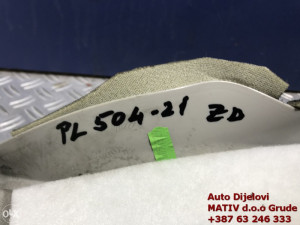 PL 504-21 ZD
Auto Dijelovi
MATIV d.o.o Grude
+387 63 246 333